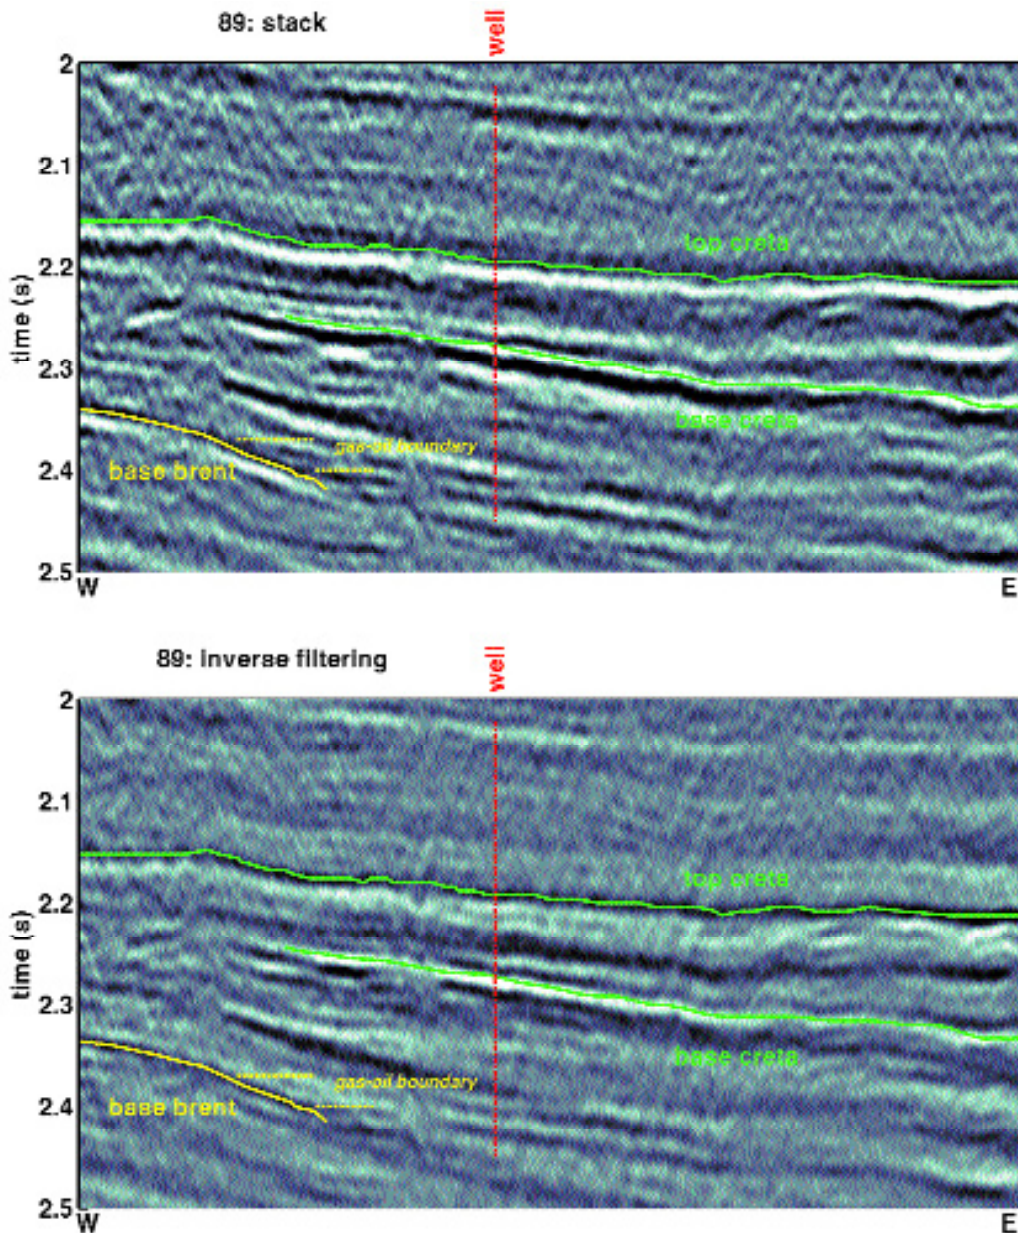 89: stack
well
2
2.1
top creta
2.2
time (s)
2.3
base creta
gas-oil boundary
2.4
base brent
2.5
W
E
89: inverse filtering
well
2
2.1
top creta
2.2
time (s)
2.3
base creta
gas-oil boundary
2.4
base brent
2.5
W
E